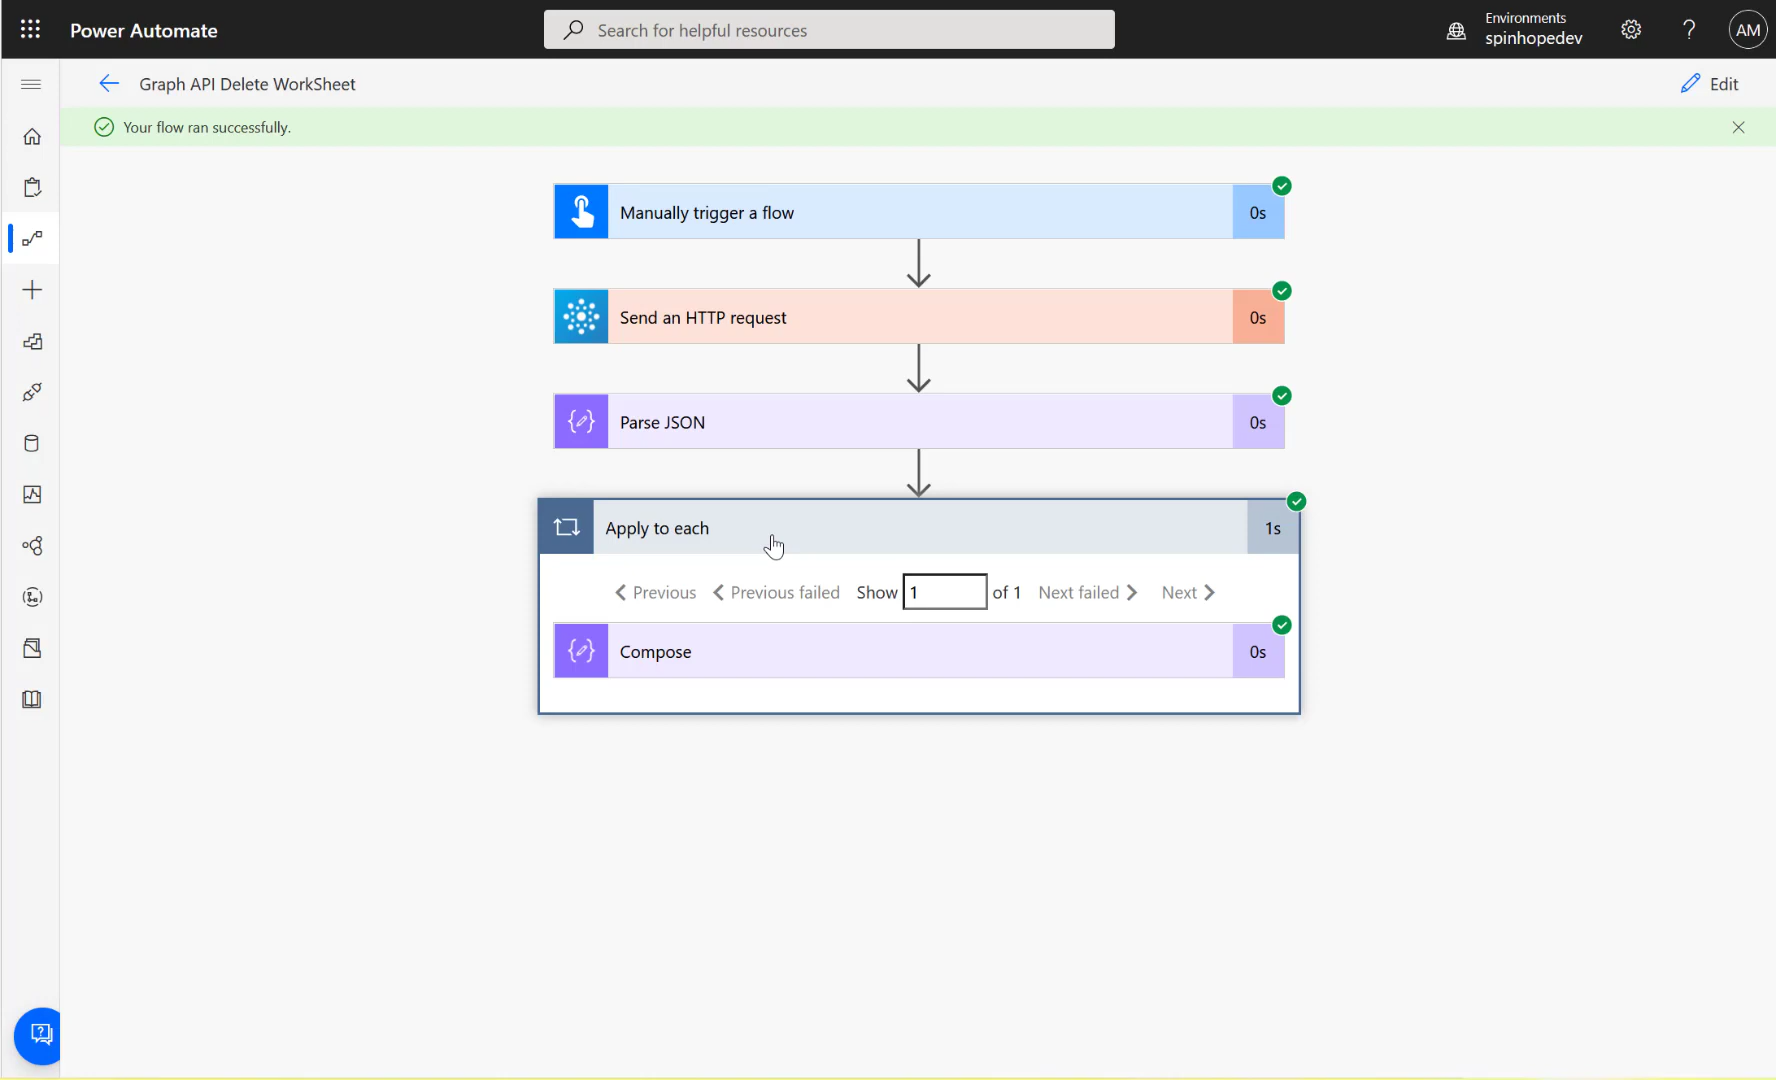 Power Automate
Search for helpful resources
Environments
spinhopedev
?
AM
Graph API Delete WorkSheet
Edit
Your flow ran successfully.
Manually trigger a flow
0s
Send an HTTP request
0s
Parse JSON
0s
Apply to each
1s
Previous
Previous failed
Show 1 of 1
Next failed
Next
Compose
0s